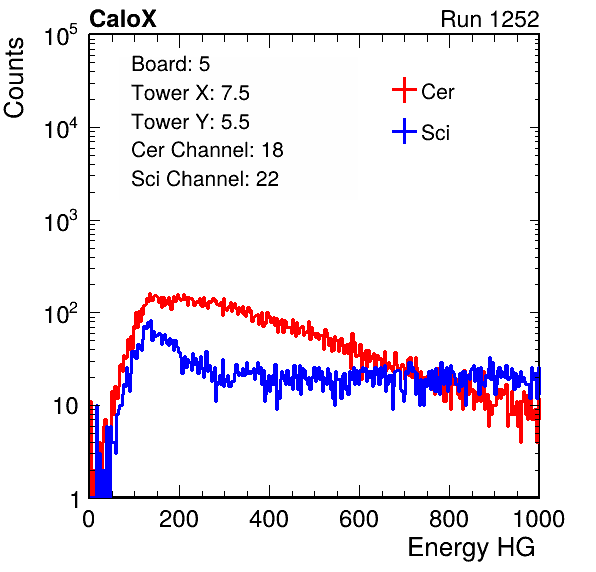 CaloX Run 1252
Counts
Board: 5
Tower X: 7.5
Tower Y: 5.5
Cer Channel: 18
Sci Channel: 22
Cer
Sci
10^5
10^4
10^3
10^2
10
1
0 200 400 600 800 1000
Energy HG